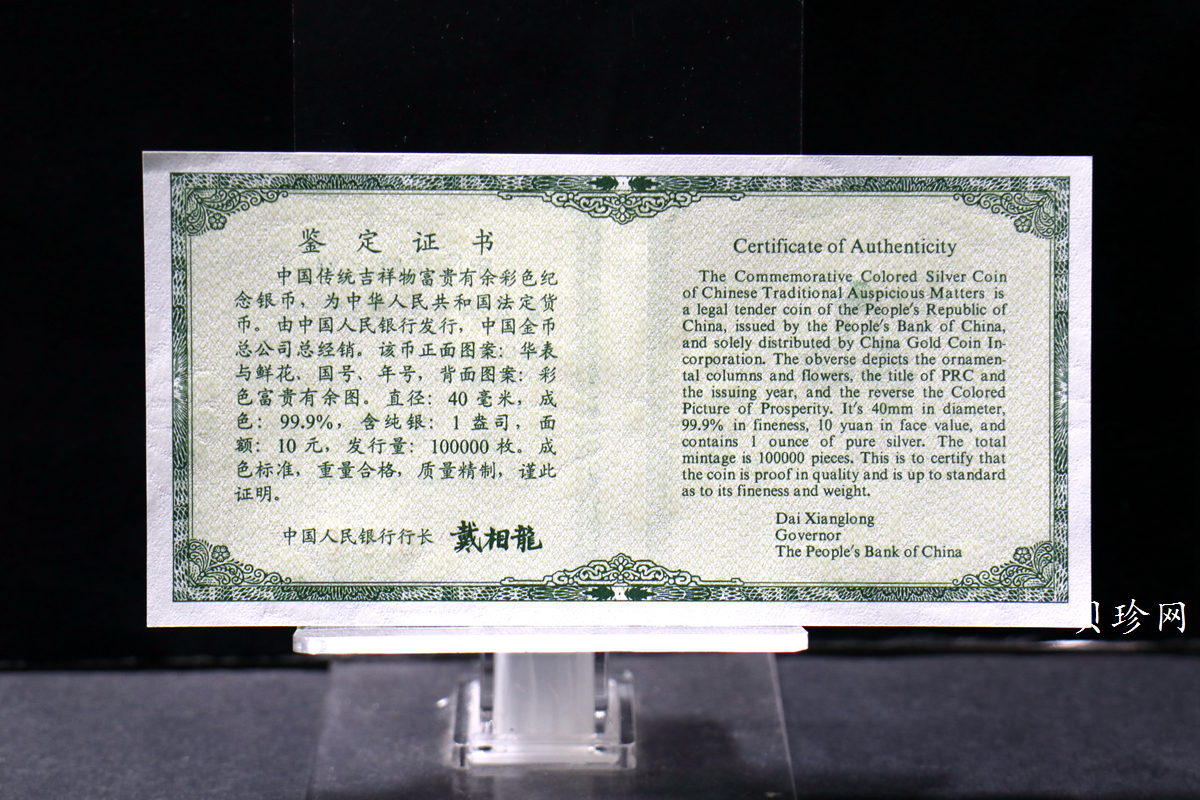 鉴定证书
中国传统吉祥物富贵有余彩色纪
念银币，为中华人民共和国法定货
币。由中国人民银行发行，中国金币
总公司总经销。该币正面图案：华表
与鲜花、国号、年号，背面图案：彩
色富贵有余图。直径：40毫米，成
色：99.9%，含纯银：1盎司，面
额：10元，发行量：100000枚。成
色标准，重量合格，质量精制，谨此
证明。
中国人民银行行长 戴相龍
Certificate of Authenticity
The Commemorative Colored Silver Coin
of Chinese Traditional Auspicious Matters is
a legal tender coin of the People's Republic of
China, issued by the People's Bank of China,
and solely distributed by China Gold Coin In-
corporation. The obverse depicts the ornamen-
tal columns and flowers, the title of PRC and
the issuing year, and the reverse the Colored
Picture of Prosperity. It's 40mm in diameter,
99.9% in fineness, 10 yuan in face value, and
contains 1 ounce of pure silver. The total
mintage is 100000 pieces. This is to certify that
the coin is proof in quality and is up to standard
as to its fineness and weight.
Dai Xianglong
Governor
The People's Bank of China
贝珍网